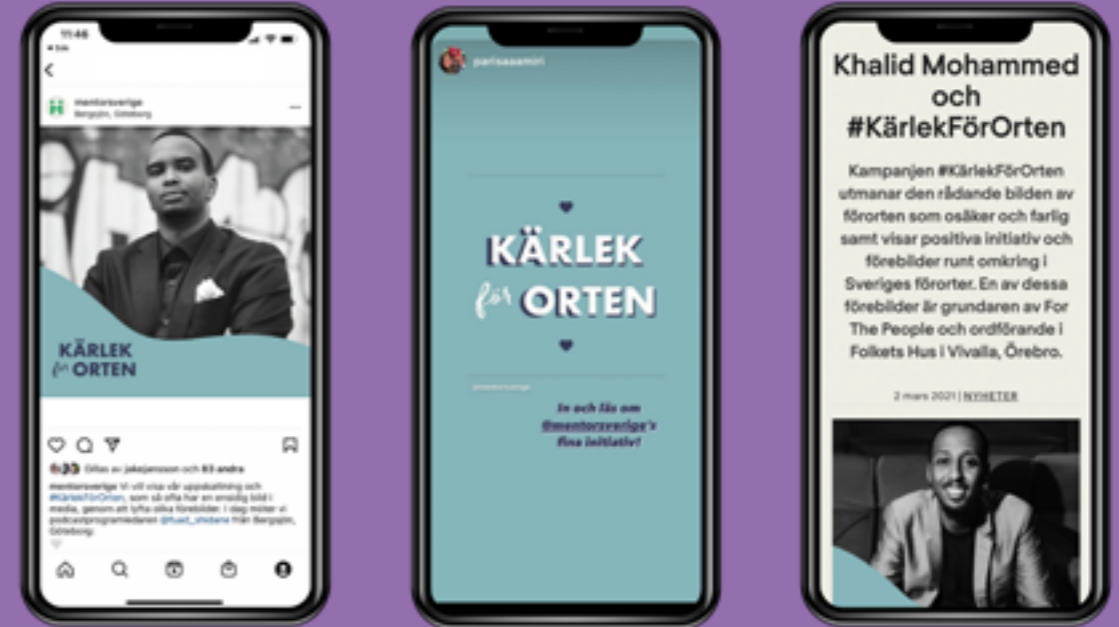 11:46
mentorsverige
Bergsjön, Göteborg
KÄRLEK
för ORTEN
Gillas av jakejansson och 63 andra
mentorsverige Vi vill visa vår uppskattning och
#KärlekFörOrten, som så ofta har en ensidig bild i
media, genom att lyfta olika förebilder. I dag möter vi
podcastprogramledaren från Bergsjön,
Göteborg.
parisaaamiri
KÄRLEK
för ORTEN
@mentorsverige
In och läs om
@mentorsverige's
fina initiativ!
Khalid Mohammed
och
#KärlekFörOrten
Kampanjen #KärlekFörOrten
utmanar den rådande bilden av
förorten som osäker och farlig
samt visar positiva initiativ och
förebilder runt omkring i
Sveriges förorter. En av dessa
förebilder är grundaren av For
The People och ordförande i
Folkets Hus i Vivalla, Örebro.
2 mars 2021 | NYHETER